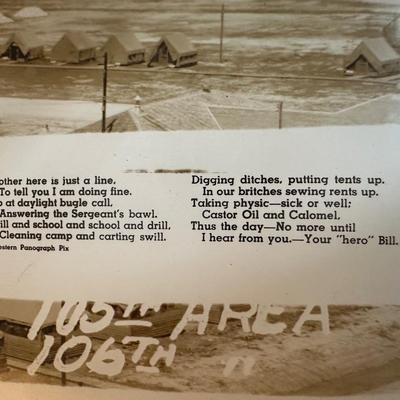 other here is just a line,
To tell you I am doing fine.
at daylight bugle call,
Answering the Sergeant's bawl.
ill and school and school and drill,
Cleaning camp and carting swill.
estern Panograph Pix
Digging ditches, putting tents up.
In our britches sewing rents up.
Taking physic—sick or well;
Castor Oil and Calomel,
Thus the day—No more until
I hear from you.—Your "hero" Bill.
105TH AREA
106TH "